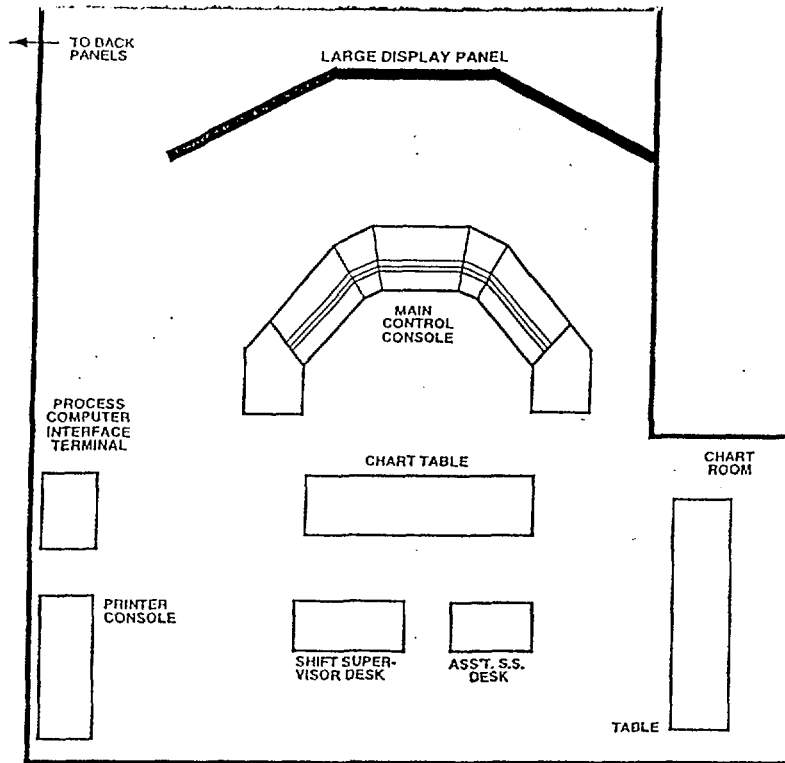 TO BACK
PANELS
LARGE DISPLAY PANEL
MAIN
CONTROL
CONSOLE
PROCESS
COMPUTER
INTERFACE
TERMINAL
CHART TABLE
CHART
ROOM
PRINTER
CONSOLE
SHIFT SUPER-
VISOR DESK
ASS'T. S.S.
DESK
TABLE